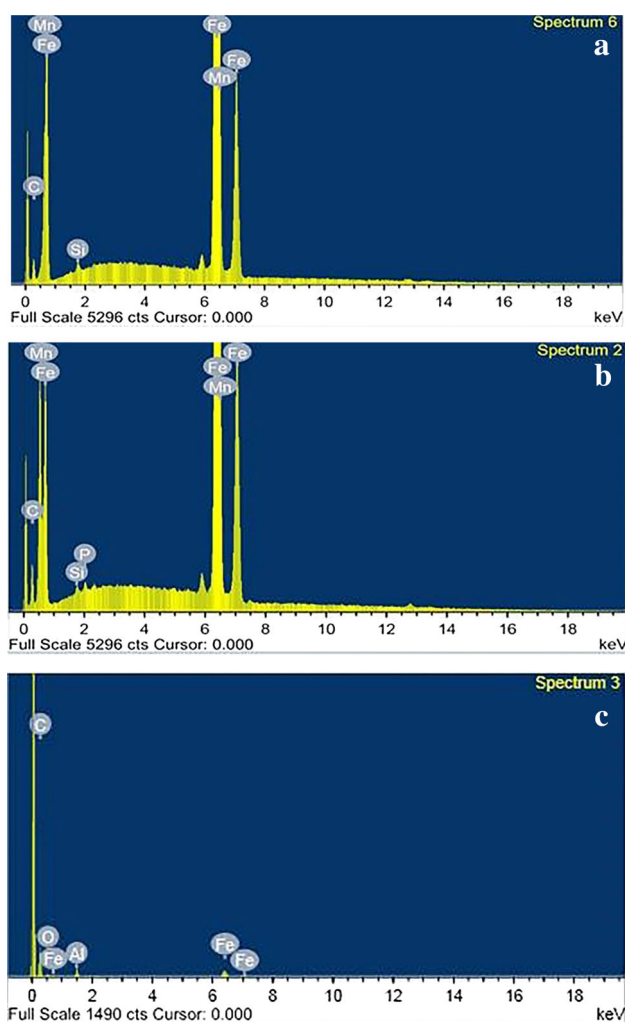 Spectrum 6
a
Mn
Fe
Fe
Fe
Mn
C
Si
0 2 4 6 8 10 12 14 16 18
Full Scale 5296 cts Cursor: 0.000 keV
Spectrum 2
b
Mn
Fe
Fe
Fe
Mn
C
P
Si
0 2 4 6 8 10 12 14 16 18
Full Scale 5296 cts Cursor: 0.000 keV
Spectrum 3
c
C
O
Fe
Al
Fe
Fe
0 2 4 6 8 10 12 14 16 18
Full Scale 1490 cts Cursor: 0.000 keV